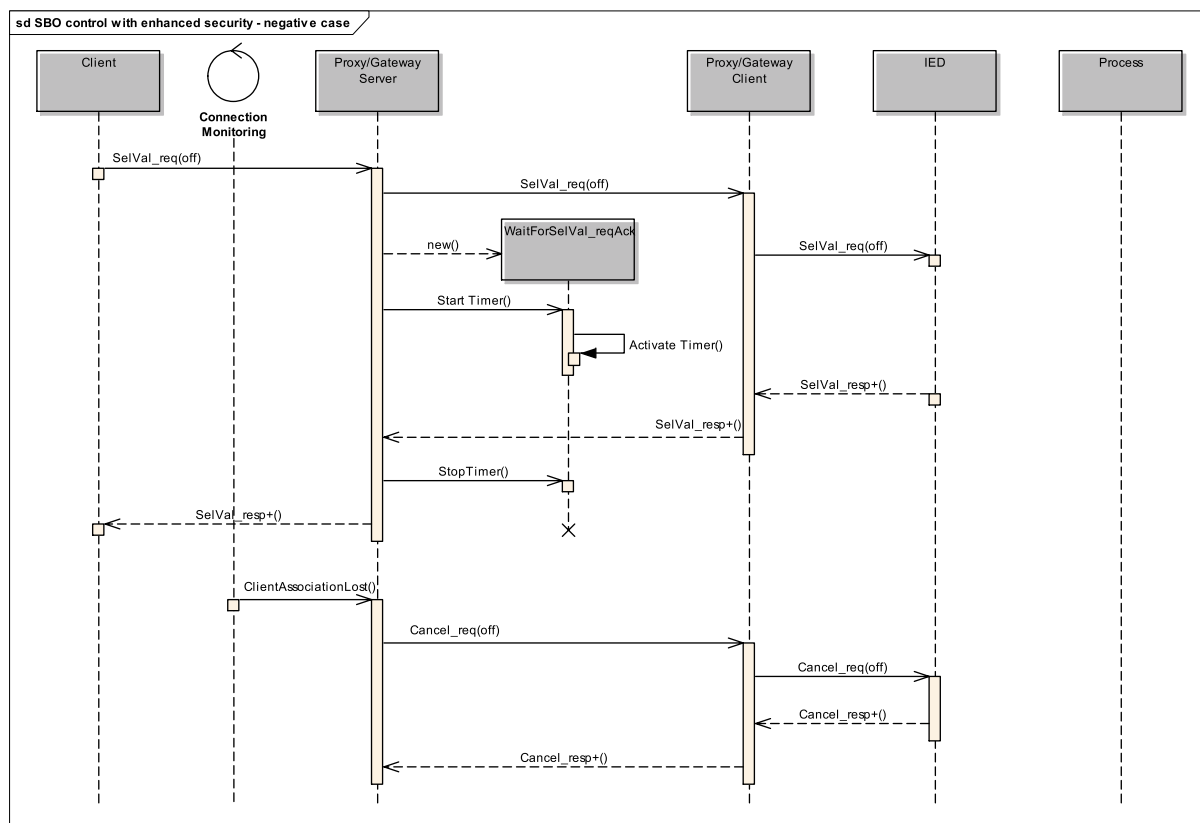 sd SBO control with enhanced security - negative case
Client
Connection
Monitoring
Proxy/Gateway
Server
Proxy/Gateway
Client
IED
Process
SelVal_req(off)
SelVal_req(off)
WaitForSelVal_reqAck
new()
SelVal_req(off)
Start Timer()
Activate Timer()
SelVal_resp+()
SelVal_resp+()
StopTimer()
SelVal_resp+()
ClientAssociationLost()
Cancel_req(off)
Cancel_req(off)
Cancel_resp+()
Cancel_resp+()